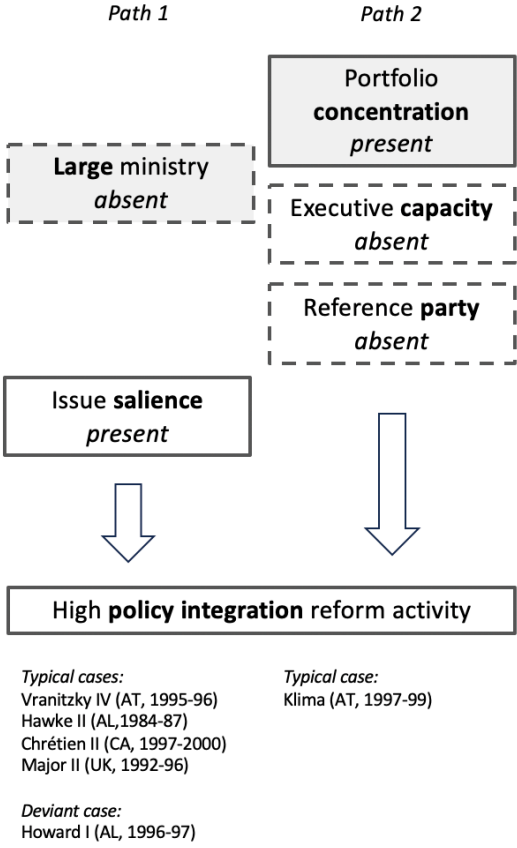 Path 1
Path 2
Portfolio
concentration
present
Large ministry
absent
Executive capacity
absent
Reference party
absent
Issue salience
present
High policy integration reform activity
Typical cases:
Vranitzky IV (AT, 1995-96)
Hawke II (AL,1984-87)
Chrétien II (CA, 1997-2000)
Major II (UK, 1992-96)
Deviant case:
Howard I (AL, 1996-97)
Typical case:
Klima (AT, 1997-99)